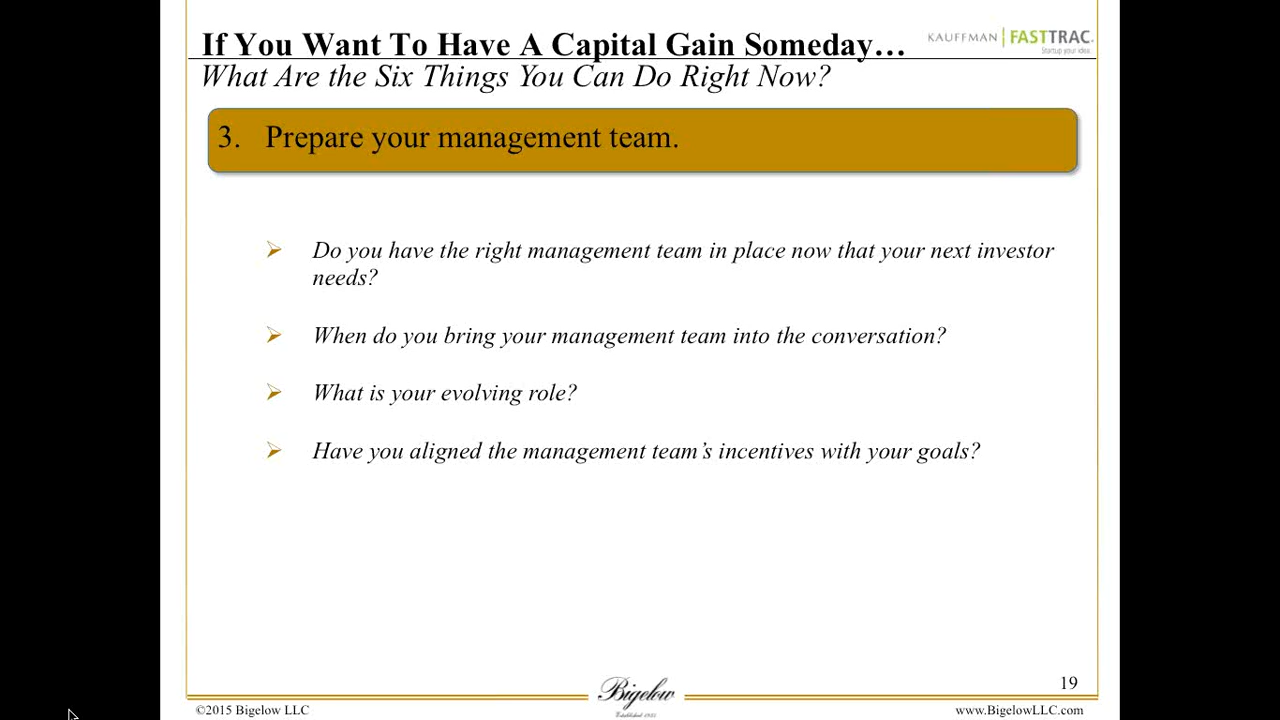 If You Want To Have A Capital Gain Someday…
KAUFFMAN | FASTTRAC.
Startup your idea.
What Are the Six Things You Can Do Right Now?
3. Prepare your management team.
Do you have the right management team in place now that your next investor
needs?
When do you bring your management team into the conversation?
What is your evolving role?
Have you aligned the management team’s incentives with your goals?
19
Bigelow
©2015 Bigelow LLC
www.BigelowLLC.com